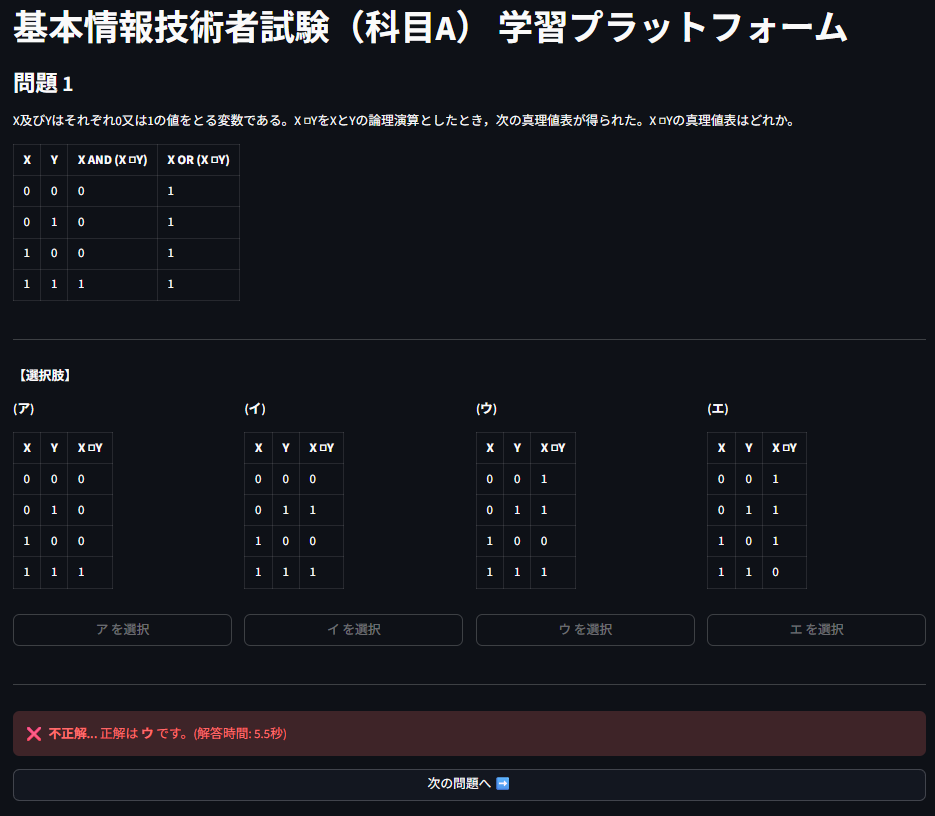 基本情報技術者試験（科目A） 学習プラットフォーム
問題 1
X及びYはそれぞれ0又は1の値をとる変数である。X □YをXとYの論理演算としたとき，次の真理値表が得られた。X □Yの真理値表はどれか。
X Y X AND (X □Y) X OR (X □Y)
0 0 0 1
0 1 0 1
1 0 0 1
1 1 1 1
【選択肢】
(ア) (イ) (ウ) (エ)
X Y X □Y X Y X □Y X Y X □Y X Y X □Y
0 0 0 0 0 0 0 0 1 0 0 1
0 1 0 0 1 1 0 1 1 0 1 1
1 0 0 1 0 0 1 0 0 1 0 1
1 1 1 1 1 1 1 1 1 1 1 0
ア を選択 イ を選択 ウ を選択 エ を選択
❌ 不正解... 正解は ウ です。(解答時間: 5.5秒)
次の問題へ ➡️